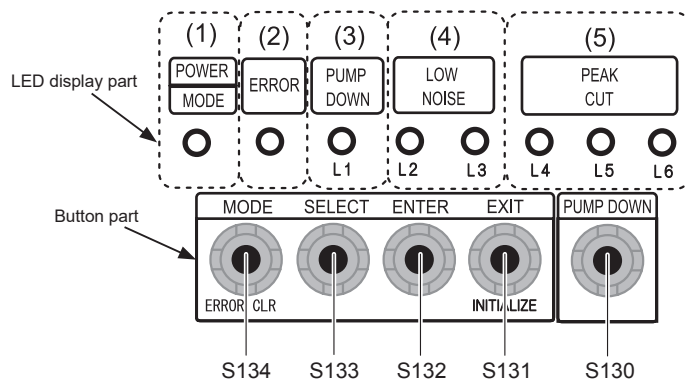 (1) (2) (3) (4) (5)
POWER
MODE
ERROR
PUMP
DOWN
LOW
NOISE
PEAK
CUT
LED display part
L1 L2 L3 L4 L5 L6
Button part
MODE SELECT ENTER EXIT PUMP DOWN
ERROR CLR INITIALIZE
S134 S133 S132 S131 S130